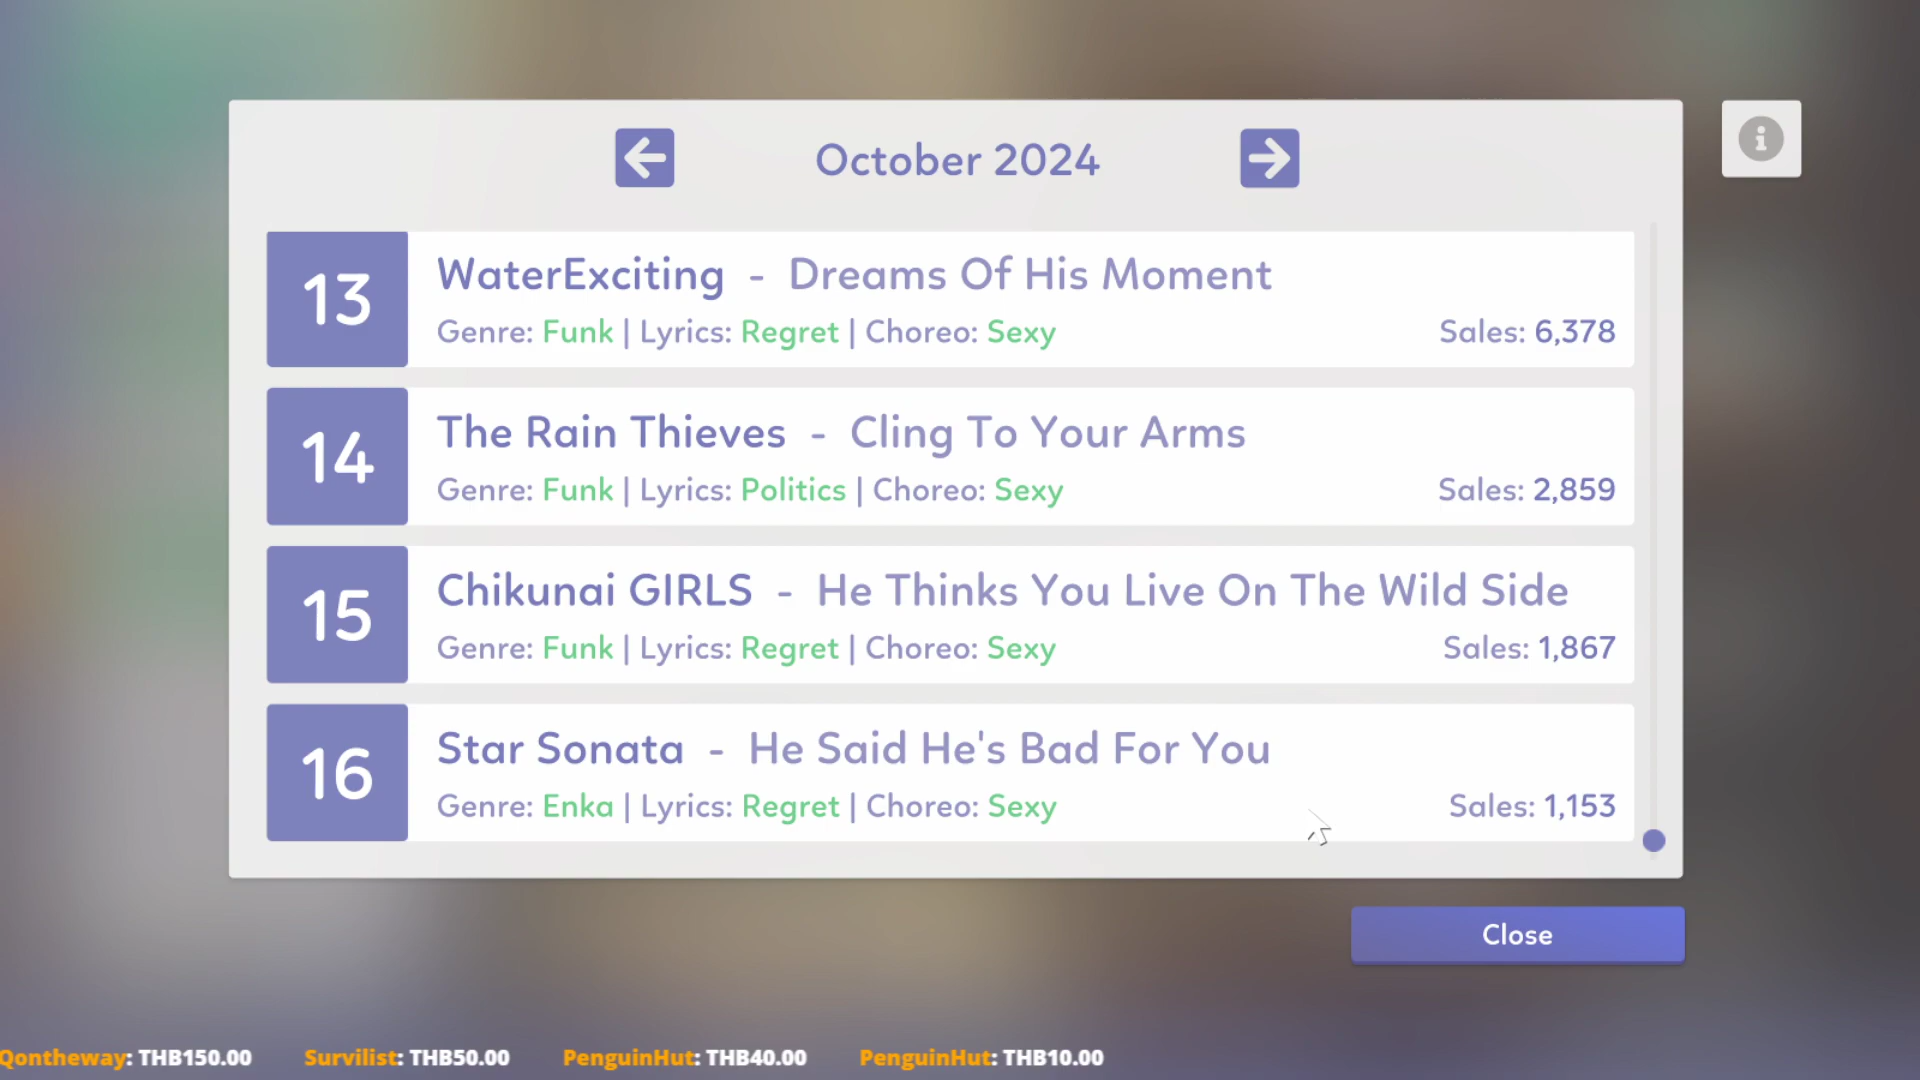 October 2024
13
WaterExciting - Dreams Of His Moment
Genre: Funk | Lyrics: Regret | Choreo: Sexy
Sales: 6,378
14
The Rain Thieves - Cling To Your Arms
Genre: Funk | Lyrics: Politics | Choreo: Sexy
Sales: 2,859
15
Chikunai GIRLS - He Thinks You Live On The Wild Side
Genre: Funk | Lyrics: Regret | Choreo: Sexy
Sales: 1,867
16
Star Sonata - He Said He's Bad For You
Genre: Enka | Lyrics: Regret | Choreo: Sexy
Sales: 1,153
Close
Qontheway: THB150.00 Survilist: THB50.00 PenguinHut: THB40.00 PenguinHut: THB10.00